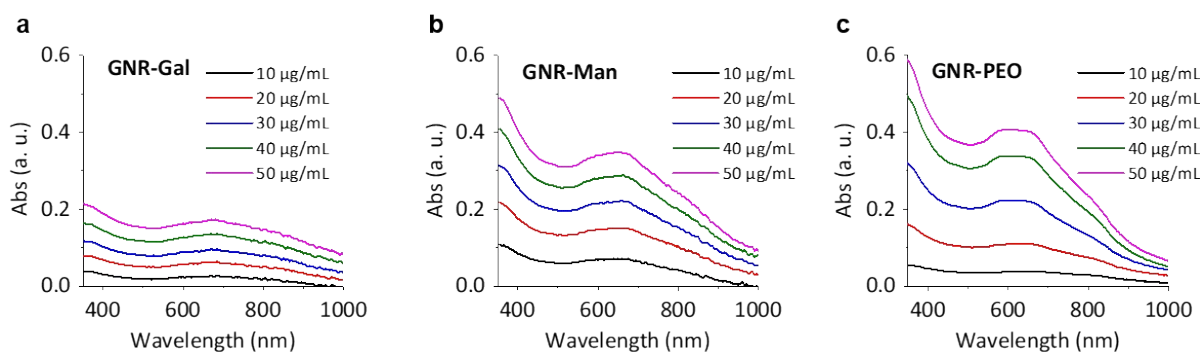 a
GNR-Gal
10 µg/mL
20 µg/mL
30 µg/mL
40 µg/mL
50 µg/mL
0.6
0.4
0.2
0.0
Abs (a. u.)
400 600 800 1000
Wavelength (nm)
b
GNR-Man
10 µg/mL
20 µg/mL
30 µg/mL
40 µg/mL
50 µg/mL
0.6
0.4
0.2
0.0
Abs (a. u.)
400 600 800 1000
Wavelength (nm)
c
GNR-PEO
10 µg/mL
20 µg/mL
30 µg/mL
40 µg/mL
50 µg/mL
0.6
0.4
0.2
0.0
Abs (a. u.)
400 600 800 1000
Wavelength (nm)